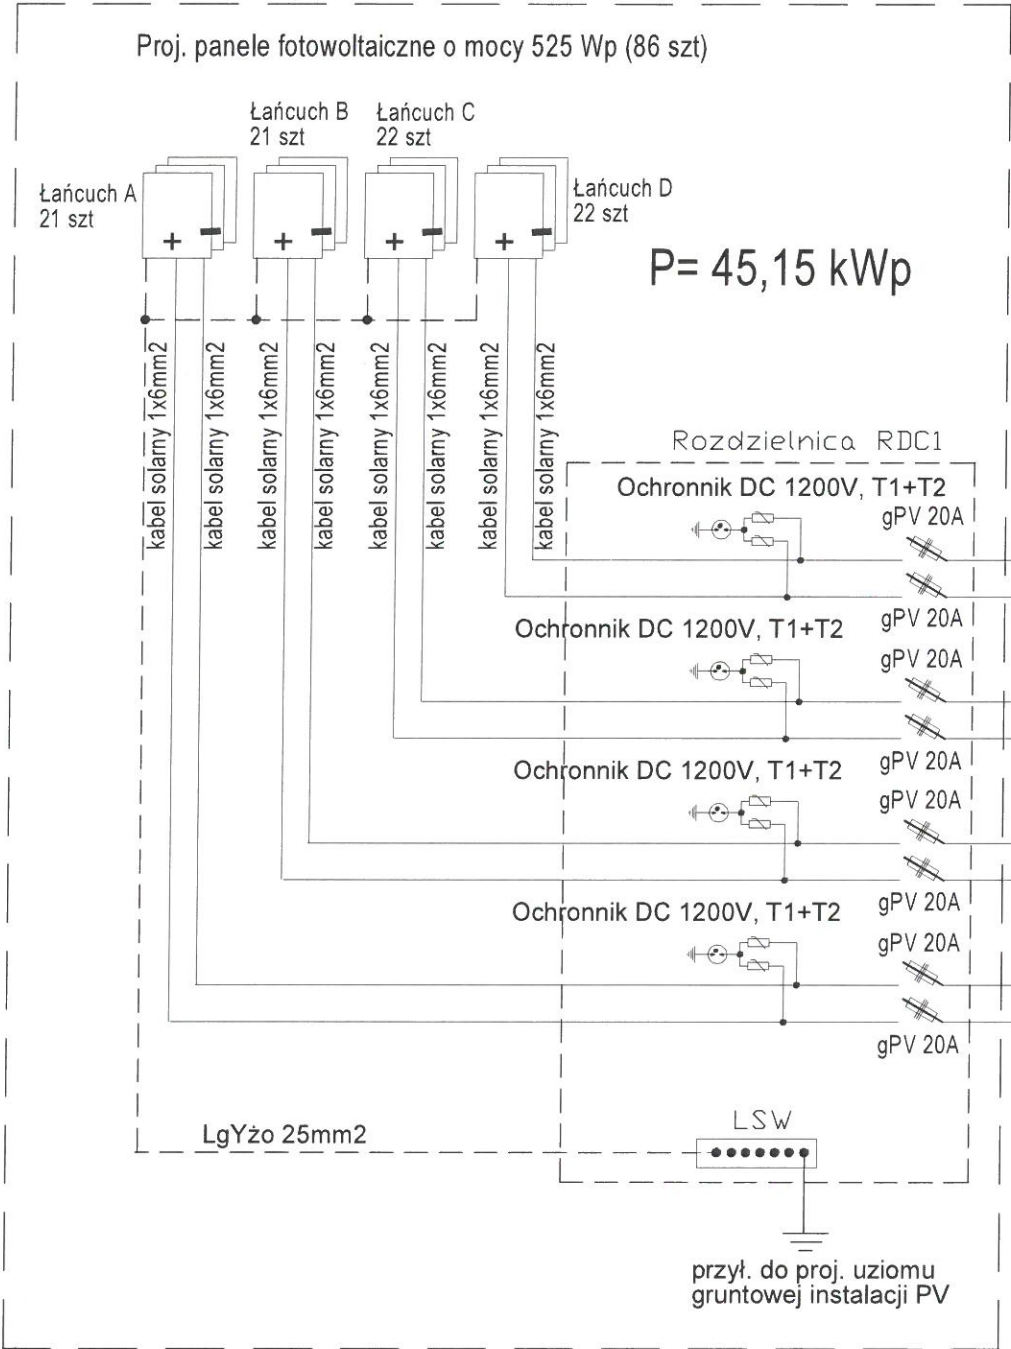 Proj. panele fotowoltaiczne o mocy 525 Wp (86 szt)
Łańcuch A
21 szt
Łańcuch B
21 szt
Łańcuch C
22 szt
Łańcuch D
22 szt
P= 45,15 kWp
kabel solarny 1x6mm2
kabel solarny 1x6mm2
kabel solarny 1x6mm2
kabel solarny 1x6mm2
kabel solarny 1x6mm2
kabel solarny 1x6mm2
kabel solarny 1x6mm2
kabel solarny 1x6mm2
Rozdzielnica RDC1
Ochronnik DC 1200V, T1+T2
gPV 20A
gPV 20A
Ochronnik DC 1200V, T1+T2
gPV 20A
gPV 20A
Ochronnik DC 1200V, T1+T2
gPV 20A
gPV 20A
Ochronnik DC 1200V, T1+T2
gPV 20A
gPV 20A
LSW
LgYżo 25mm2
przył. do proj. uziomu
gruntowej instalacji PV